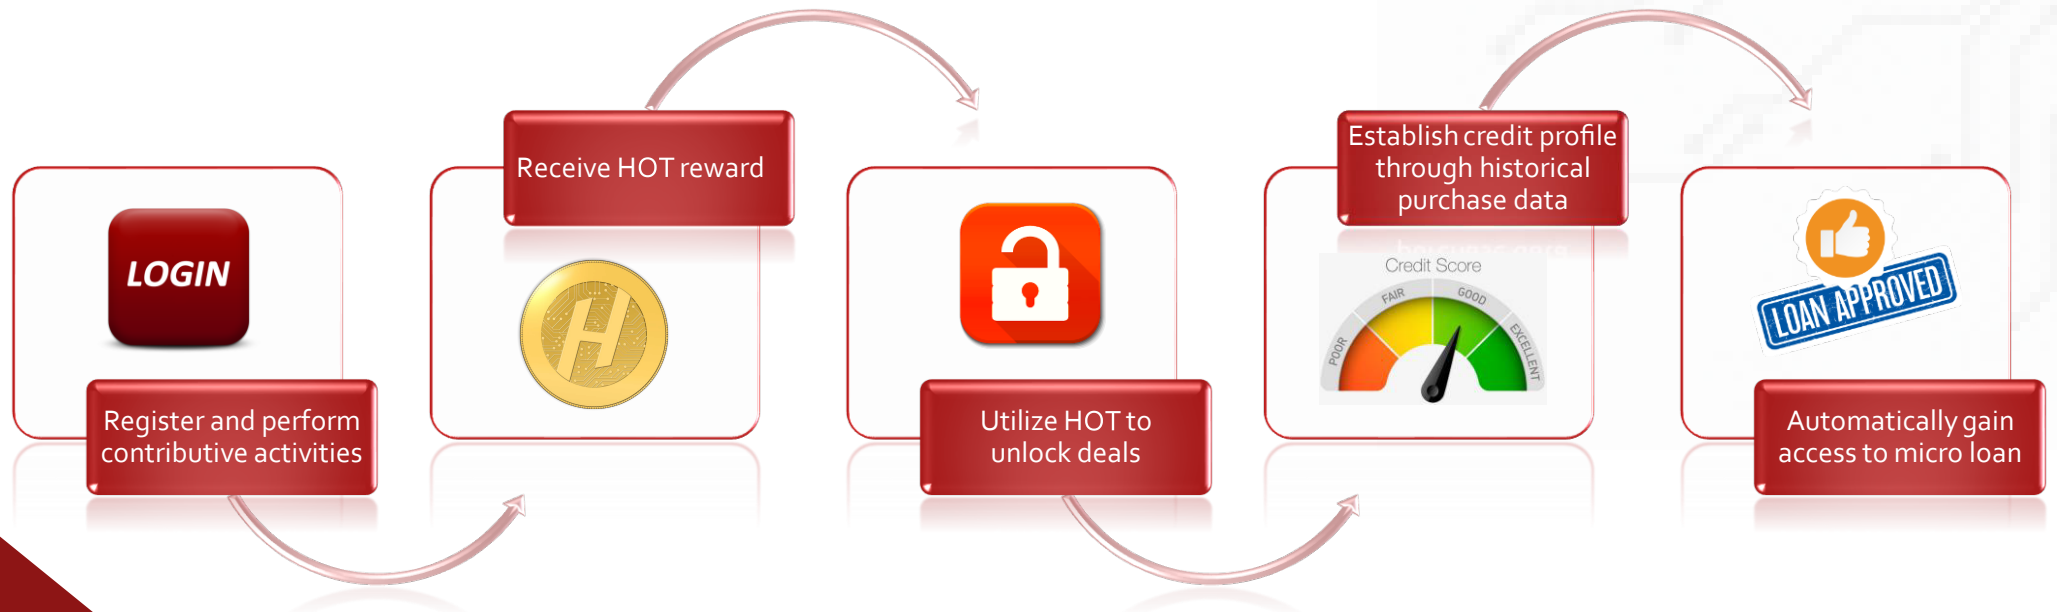 LOGIN
Register and perform
contributive activities
Receive HOT reward
Utilize HOT to
unlock deals
Establish credit profile
through historical
purchase data
Credit Score
POOR
FAIR
GOOD
EXCELLENT
LOAN APPROVED
Automatically gain
access to micro loan